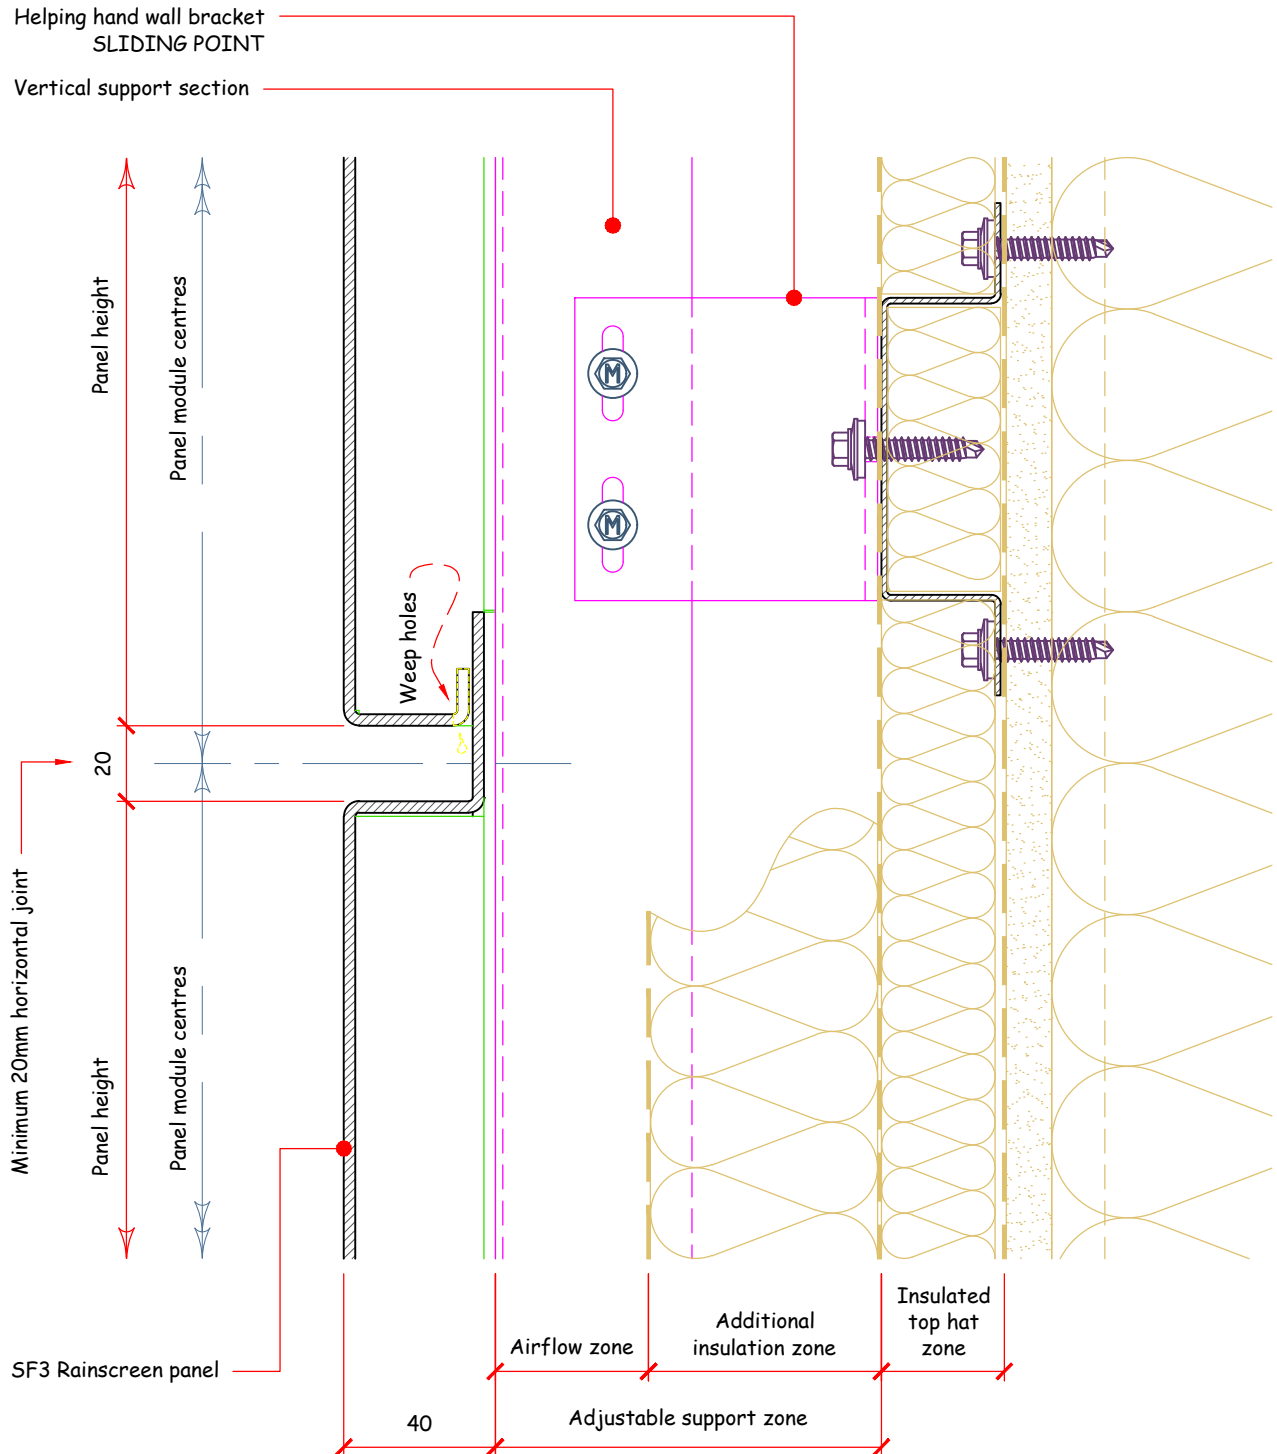 Helping hand wall bracket
SLIDING POINT
Vertical support section
Panel height
Panel module centres
M
M
Weep holes
20
Minimum 20mm horizontal joint
Panel height
Panel module centres
SF3 Rainscreen panel
Airflow zone
Additional
insulation zone
Insulated
top hat
zone
40
Adjustable support zone